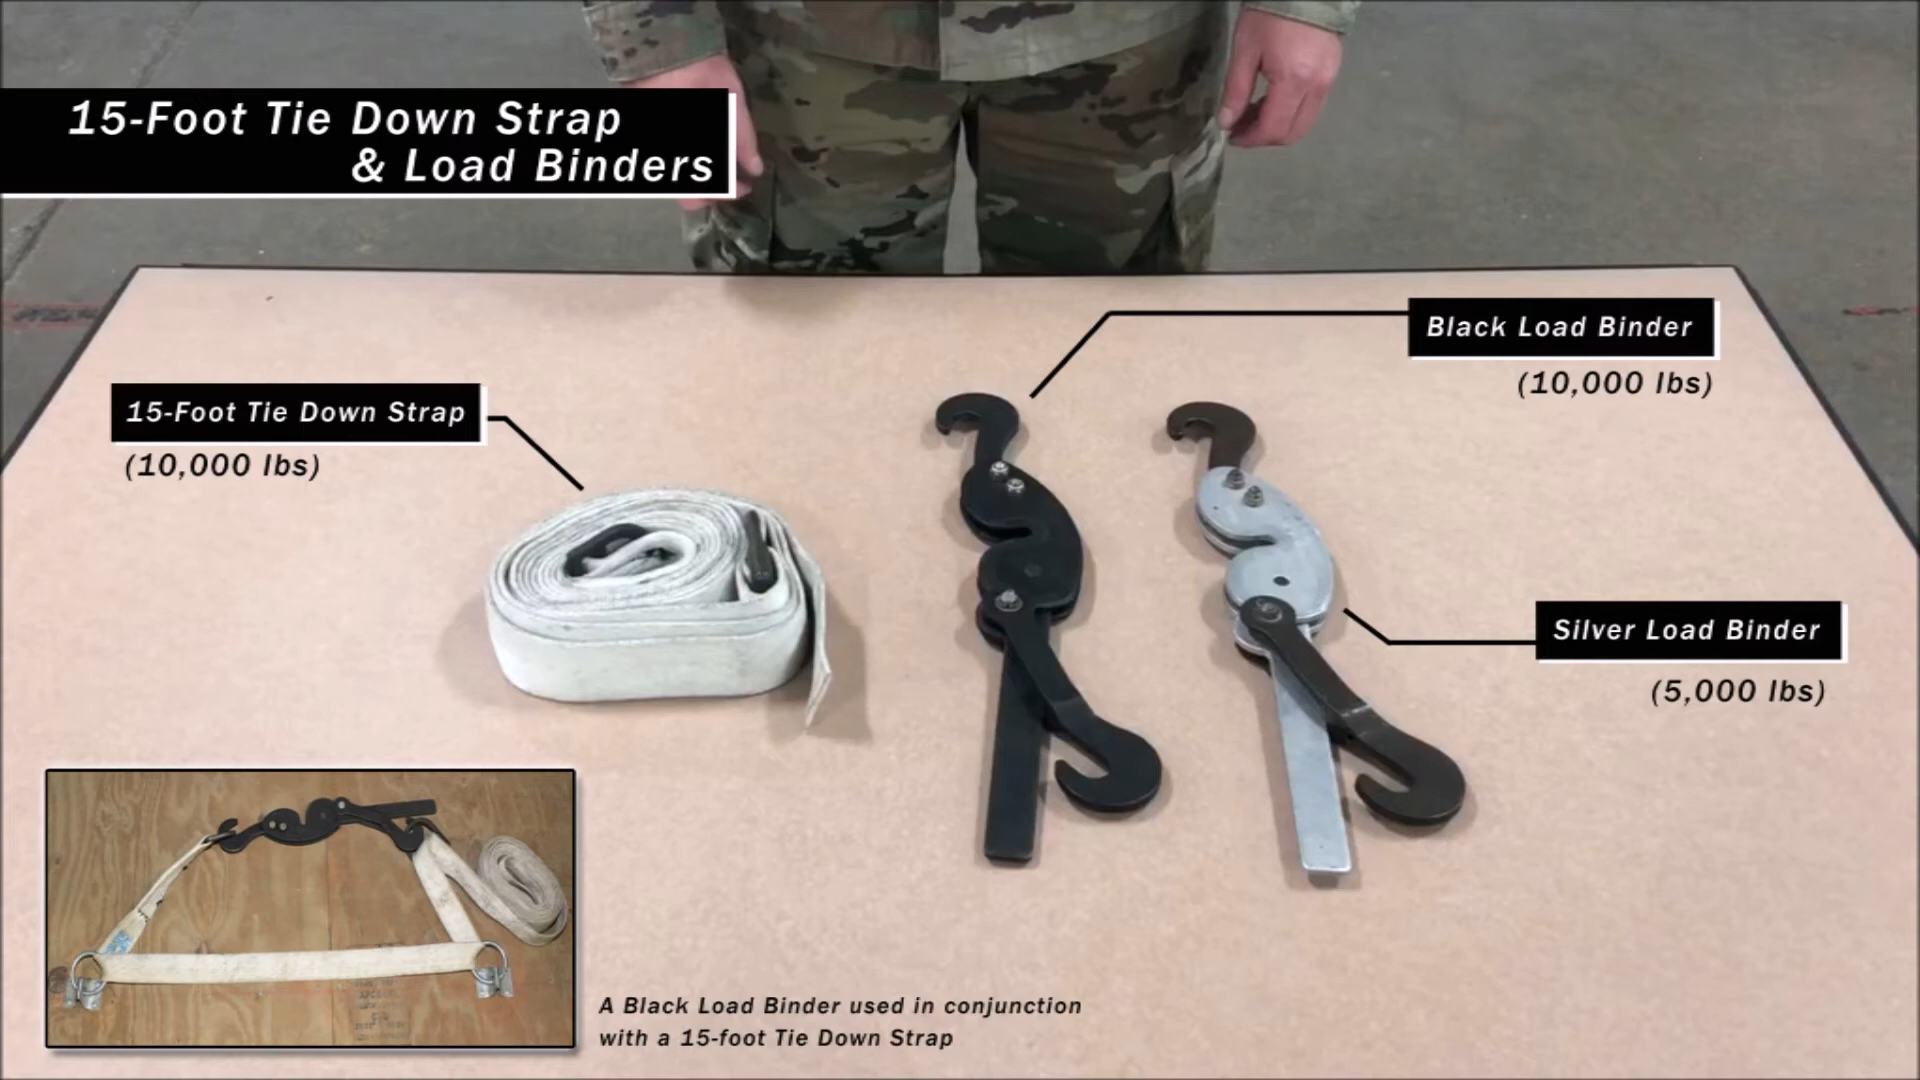 15-Foot Tie Down Strap
& Load Binders
Black Load Binder
(10,000 lbs)
15-Foot Tie Down Strap
(10,000 lbs)
Silver Load Binder
(5,000 lbs)
A Black Load Binder used in conjunction
with a 15-foot Tie Down Strap